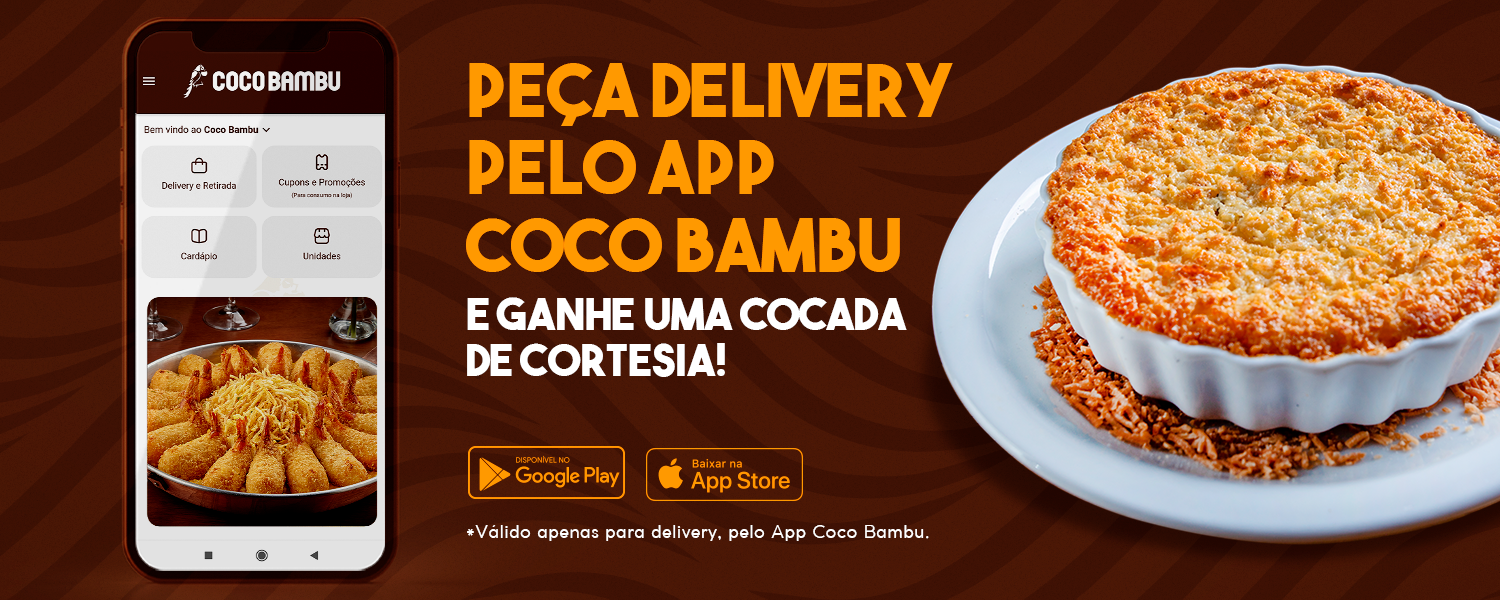 COCO BAMBU
Bem vindo ao Coco Bambu
Delivery e Retirada
Cupons e Promoções
(Para consumo na loja)
Cardápio
Unidades
PEÇA DELIVERY
PELO APP
COCO BAMBU
E GANHE UMA COCADA
DE CORTESIA!
DISPONÍVEL NO
Google Play
Baixar na
App Store
*Válido apenas para delivery, pelo App Coco Bambu.